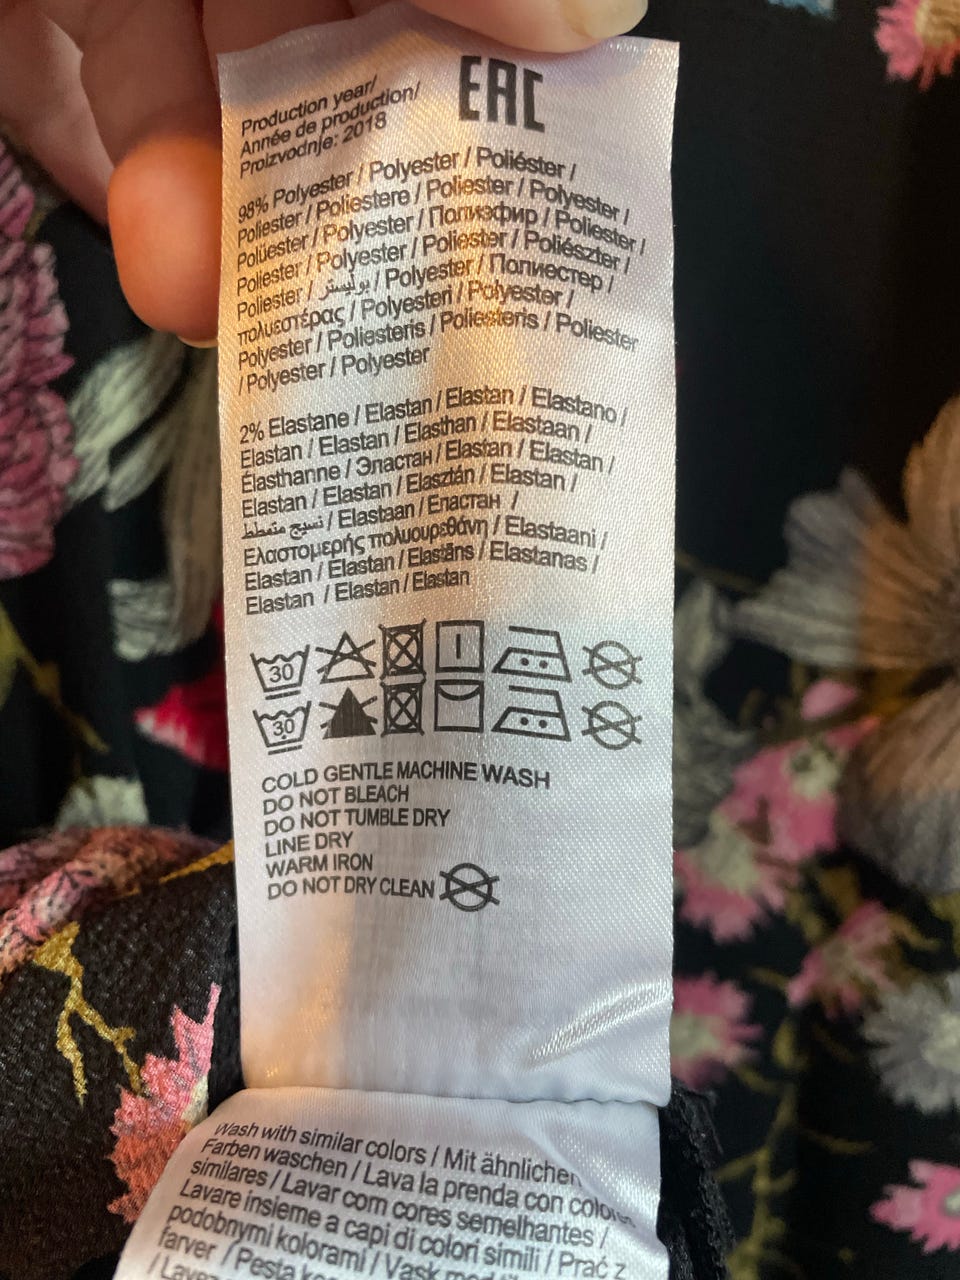 EAC
Production year/
Année de production/
Proizvodnje: 2018
98% Polyester / Polyester / Poliéster /
Poliester / Poliestere / Poliester / Polyester /
Polüester / Polyester / Полиэфир / Poliester /
Poliester / Polyester / Poliester / Poliészter /
Poliester / بوليستر / Polyester / Полиестер /
πολυεστέρας / Polyesteri / Polyester /
Polyester / Poliesteris / Poliesteris / Poliester
/ Polyester / Polyester
2% Elastane / Elastan / Elastan / Elastano /
Elastan / Elastan / Elasthan / Elastaan /
Élasthanne / Эластан / Elastan / Elastan /
Elastan / Elastan / Elasztán / Elastan /
نسيج متمطط / Elastaan / Еластан /
Ελαστομερής πολυουρεθάνη / Elastaani /
Elastan / Elastan / Elastāns / Elastanas /
Elastan / Elastan / Elastan
30
30
COLD GENTLE MACHINE WASH
DO NOT BLEACH
DO NOT TUMBLE DRY
LINE DRY
WARM IRON
DO NOT DRY CLEAN
Wash with similar colors / Mit ähnlichen
Farben waschen / Lava la prenda con colores
similares / Lavar com cores semelhantes /
Lavare insieme a capi di colori simili / Prać z
podobnymi kolorami / Vask med
farver / Pesta